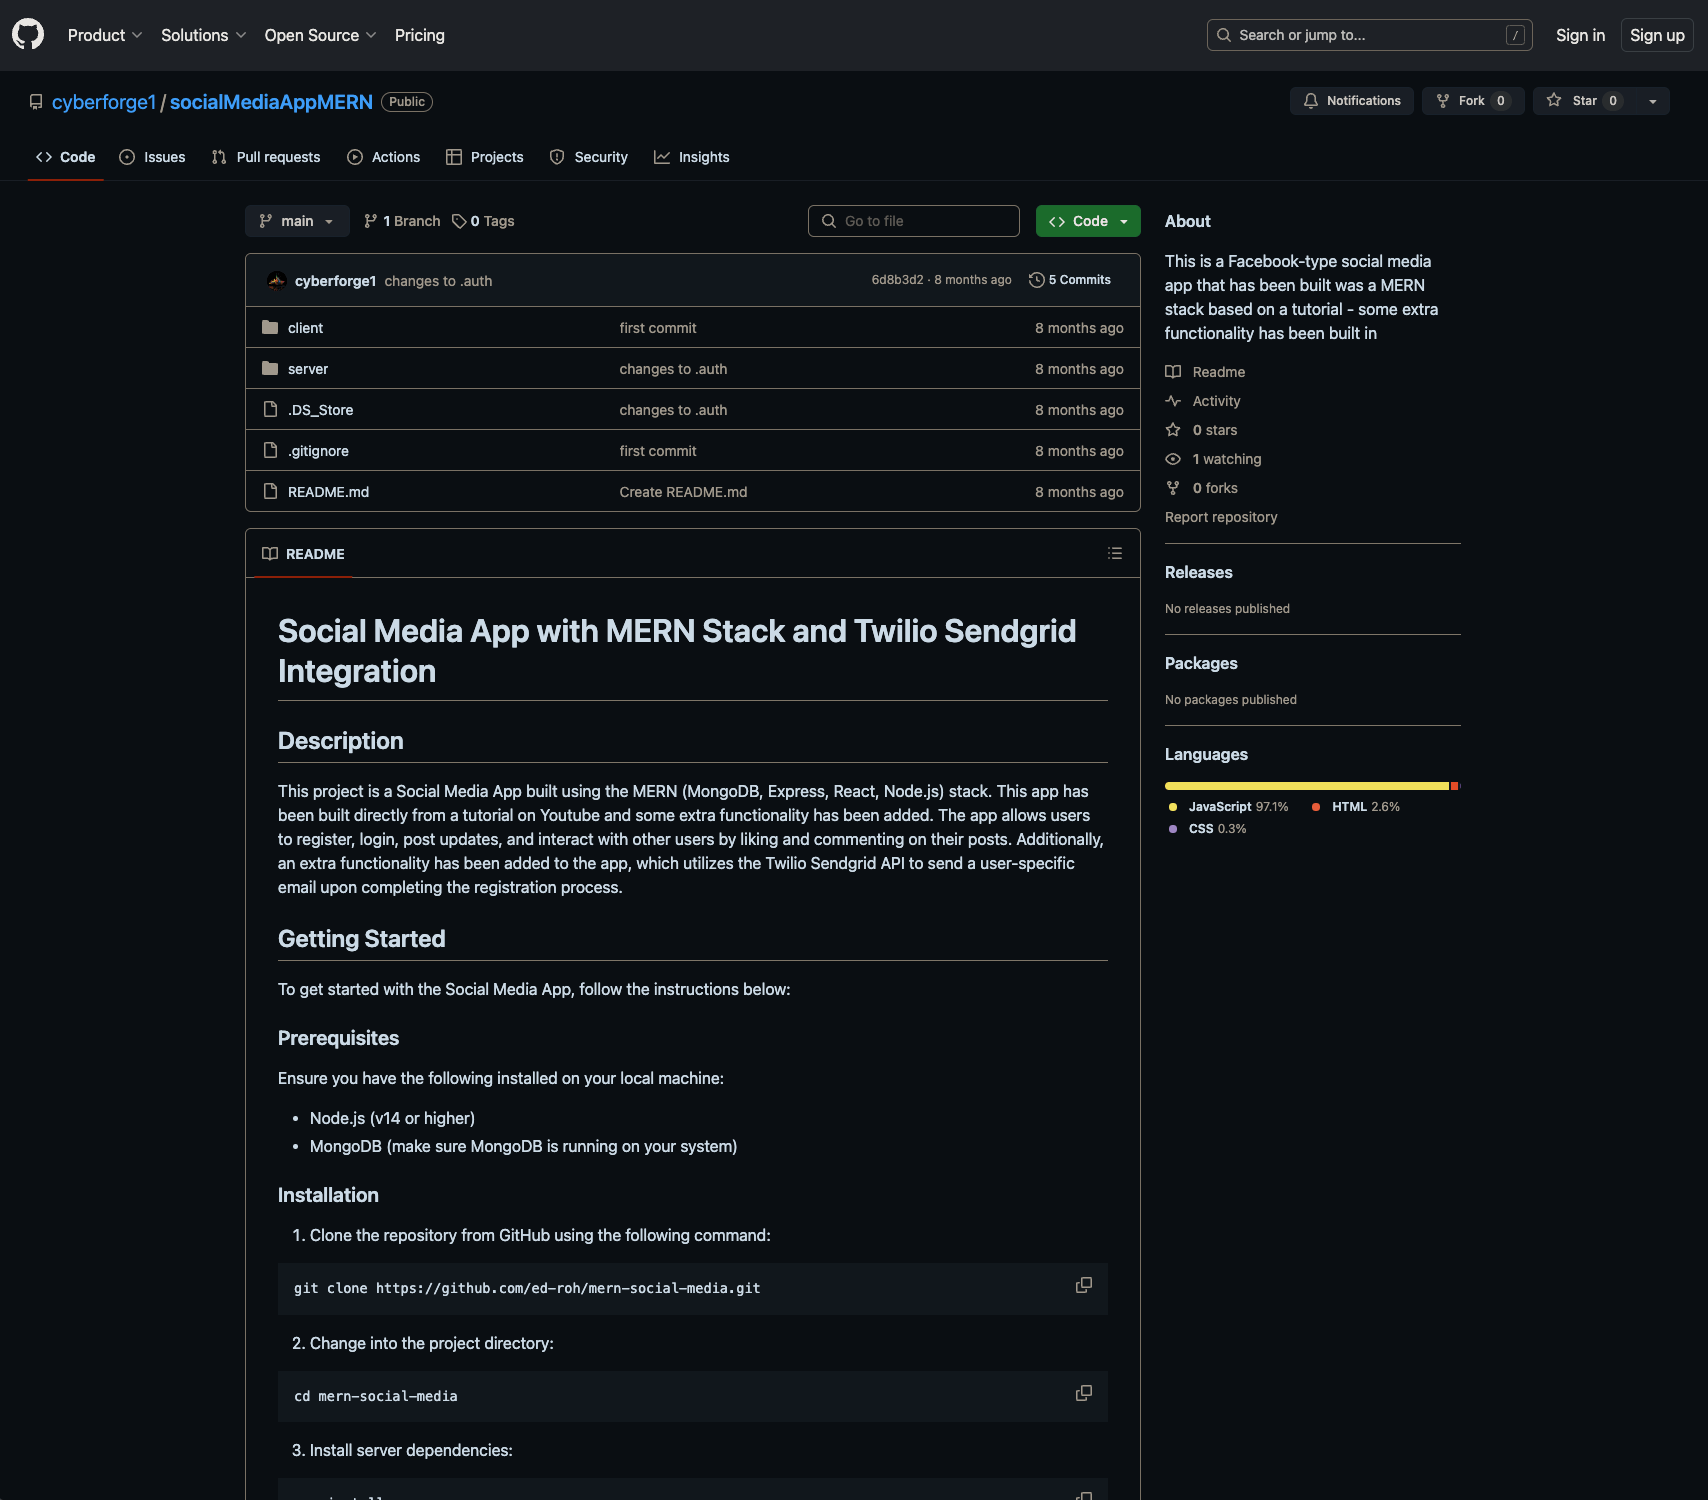 Product Solutions Open Source Pricing Search or jump to... / Sign in Sign up
cyberforge1 / socialMediaAppMERN Public Notifications Fork 0 Star 0
Code Issues Pull requests Actions Projects Security Insights
main 1 Branch 0 Tags Go to file Code
cyberforge1 changes to .auth 6d8b3d2 · 8 months ago 5 Commits
client first commit 8 months ago
server changes to .auth 8 months ago
.DS_Store changes to .auth 8 months ago
.gitignore first commit 8 months ago
README.md Create README.md 8 months ago
README
Social Media App with MERN Stack and Twilio Sendgrid
Integration
Description
This project is a Social Media App built using the MERN (MongoDB, Express, React, Node.js) stack. This app has
been built directly from a tutorial on Youtube and some extra functionality has been added. The app allows users
to register, login, post updates, and interact with other users by liking and commenting on their posts. Additionally,
an extra functionality has been added to the app, which utilizes the Twilio Sendgrid API to send a user-specific
email upon completing the registration process.
Getting Started
To get started with the Social Media App, follow the instructions below:
Prerequisites
Ensure you have the following installed on your local machine:
• Node.js (v14 or higher)
• MongoDB (make sure MongoDB is running on your system)
Installation
1. Clone the repository from GitHub using the following command:
git clone https://github.com/ed-roh/mern-social-media.git
2. Change into the project directory:
cd mern-social-media
3. Install server dependencies:
About
This is a Facebook-type social media
app that has been built was a MERN
stack based on a tutorial - some extra
functionality has been built in
Readme
Activity
0 stars
1 watching
0 forks
Report repository
Releases
No releases published
Packages
No packages published
Languages
JavaScript 97.1% HTML 2.6%
CSS 0.3%